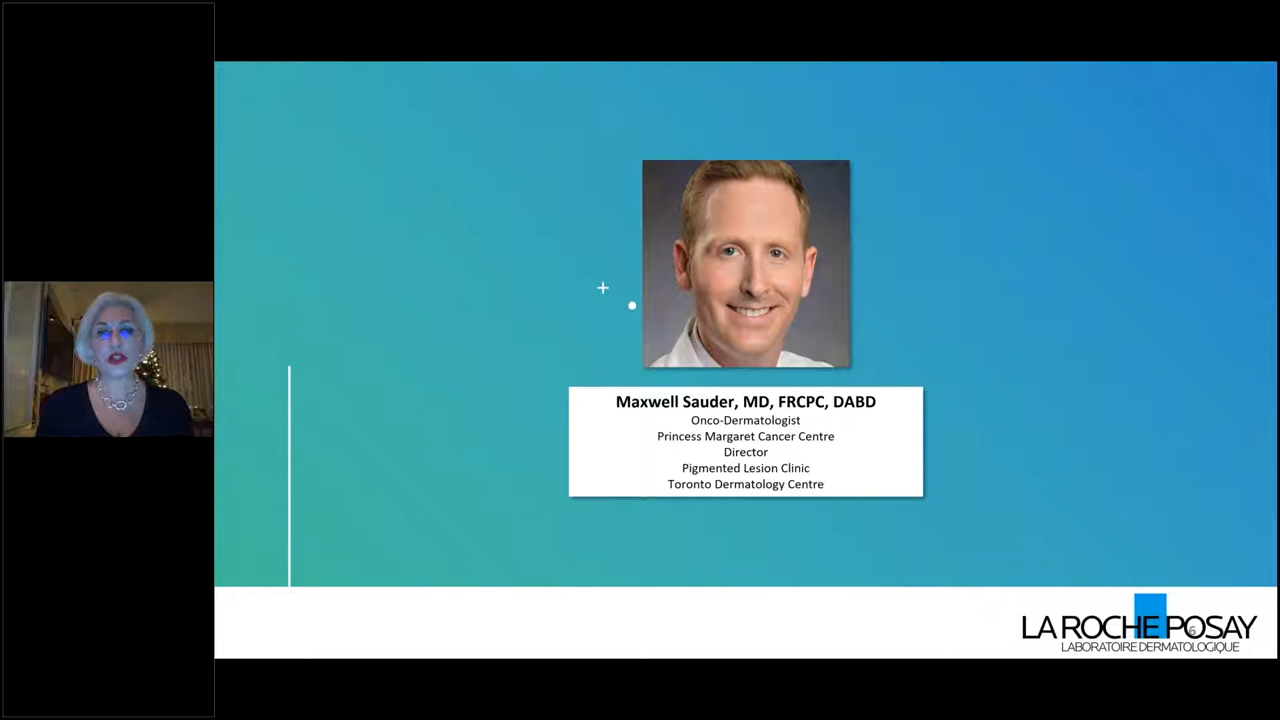 Maxwell Sauder, MD, FRCPC, DABD
Onco-Dermatologist
Princess Margaret Cancer Centre
Director
Pigmented Lesion Clinic
Toronto Dermatology Centre
LA ROCHE POSAY
6
LABORATOIRE DERMATOLOGIQUE